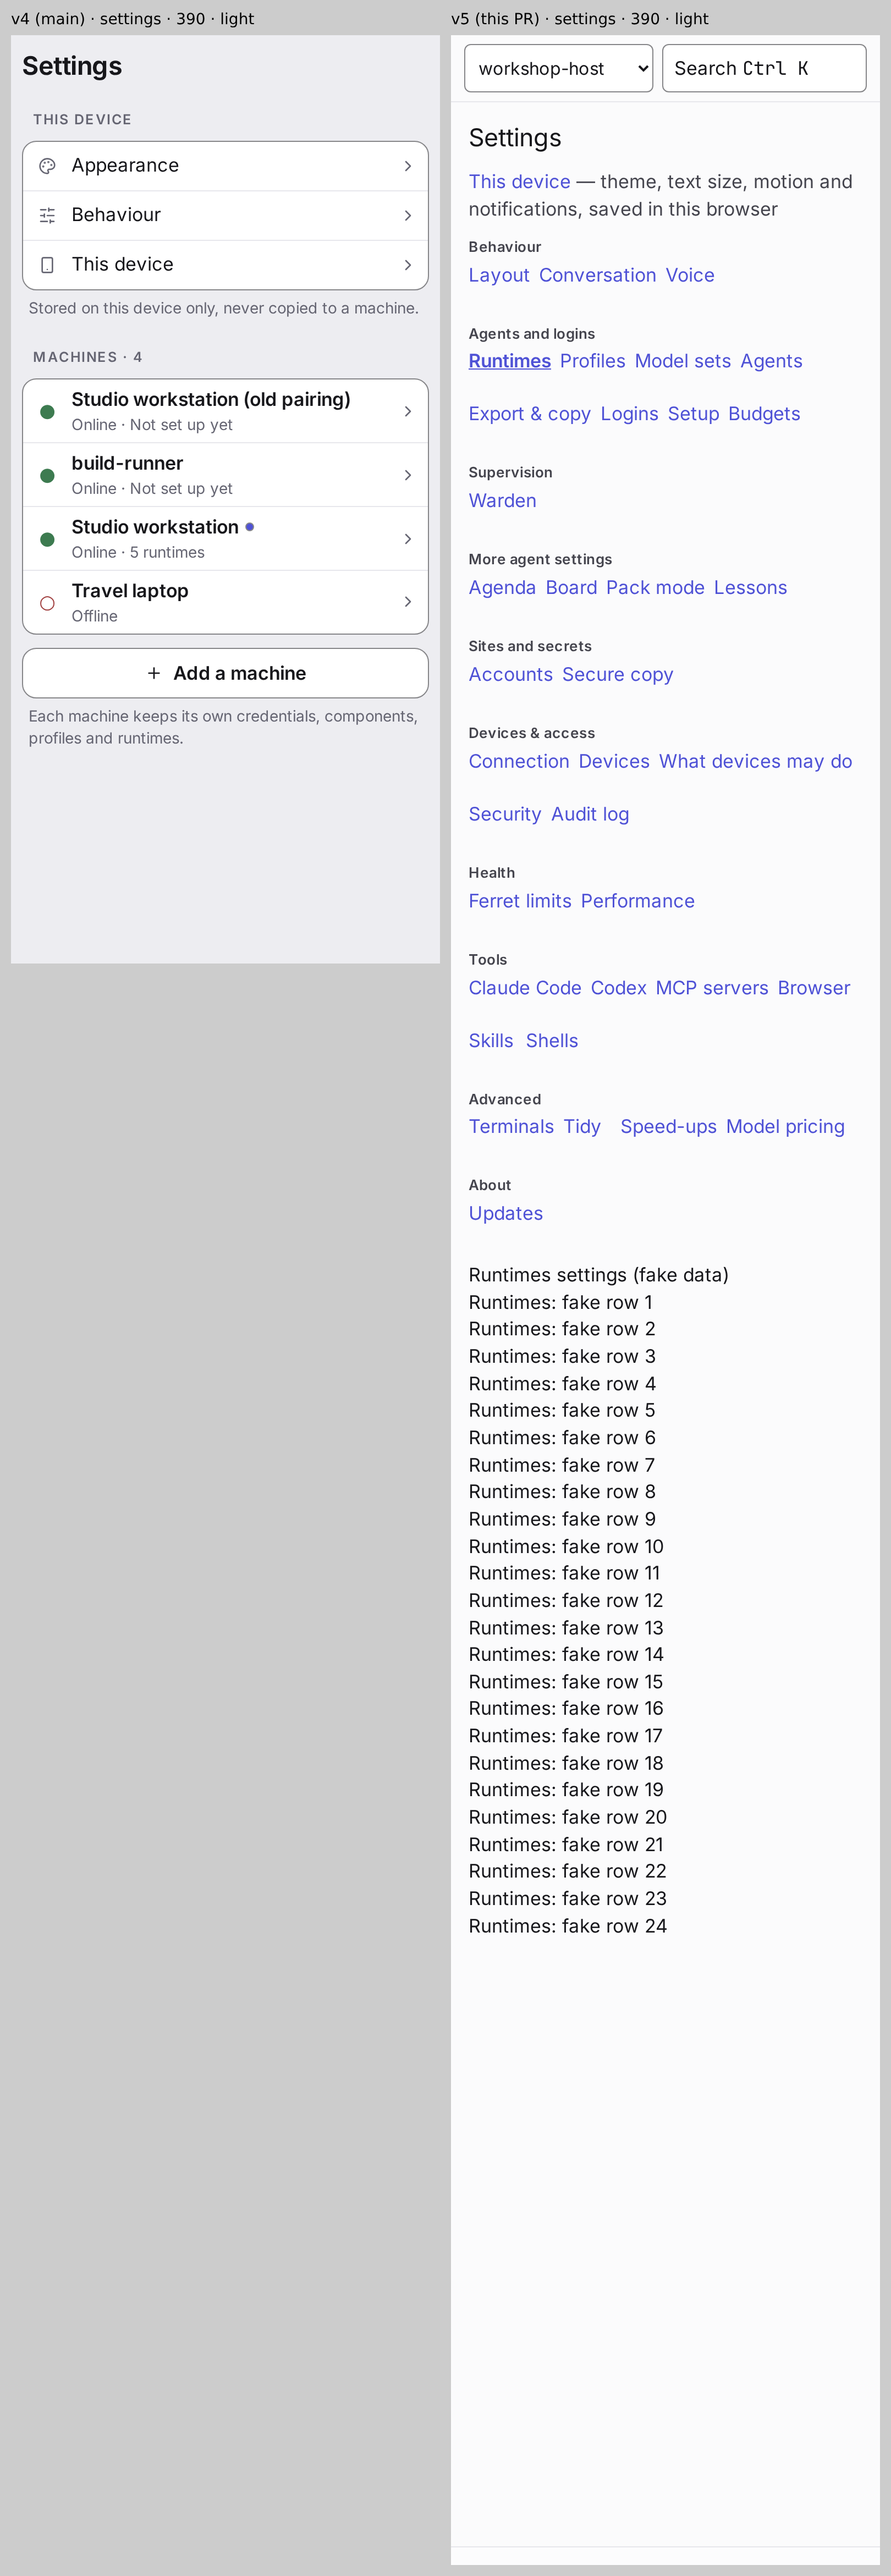 v4 (main) · settings · 390 · light
Settings
THIS DEVICE
Appearance
Behaviour
This device
Stored on this device only, never copied to a machine.
MACHINES · 4
Studio workstation (old pairing)
Online · Not set up yet
build-runner
Online · Not set up yet
Studio workstation
Online · 5 runtimes
Travel laptop
Offline
+ Add a machine
Each machine keeps its own credentials, components,
profiles and runtimes.
v5 (this PR) · settings · 390 · light
workshop-host
Search Ctrl K
Settings
This device — theme, text size, motion and
notifications, saved in this browser
Behaviour
Layout Conversation Voice
Agents and logins
Runtimes Profiles Model sets Agents
Export & copy Logins Setup Budgets
Supervision
Warden
More agent settings
Agenda Board Pack mode Lessons
Sites and secrets
Accounts Secure copy
Devices & access
Connection Devices What devices may do
Security Audit log
Health
Ferret limits Performance
Tools
Claude Code Codex MCP servers Browser
Skills Shells
Advanced
Terminals Tidy Speed-ups Model pricing
About
Updates
Runtimes settings (fake data)
Runtimes: fake row 1
Runtimes: fake row 2
Runtimes: fake row 3
Runtimes: fake row 4
Runtimes: fake row 5
Runtimes: fake row 6
Runtimes: fake row 7
Runtimes: fake row 8
Runtimes: fake row 9
Runtimes: fake row 10
Runtimes: fake row 11
Runtimes: fake row 12
Runtimes: fake row 13
Runtimes: fake row 14
Runtimes: fake row 15
Runtimes: fake row 16
Runtimes: fake row 17
Runtimes: fake row 18
Runtimes: fake row 19
Runtimes: fake row 20
Runtimes: fake row 21
Runtimes: fake row 22
Runtimes: fake row 23
Runtimes: fake row 24